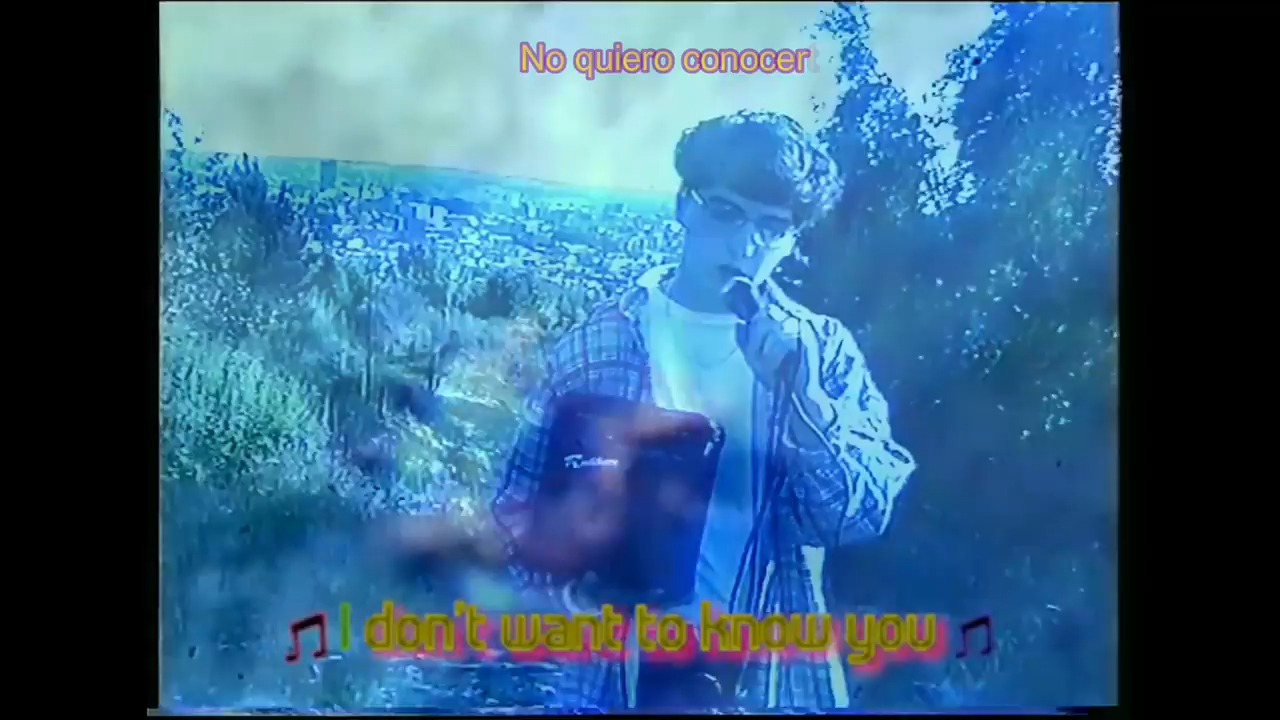 No quiero conocer
♫ I don't want to know you ♫